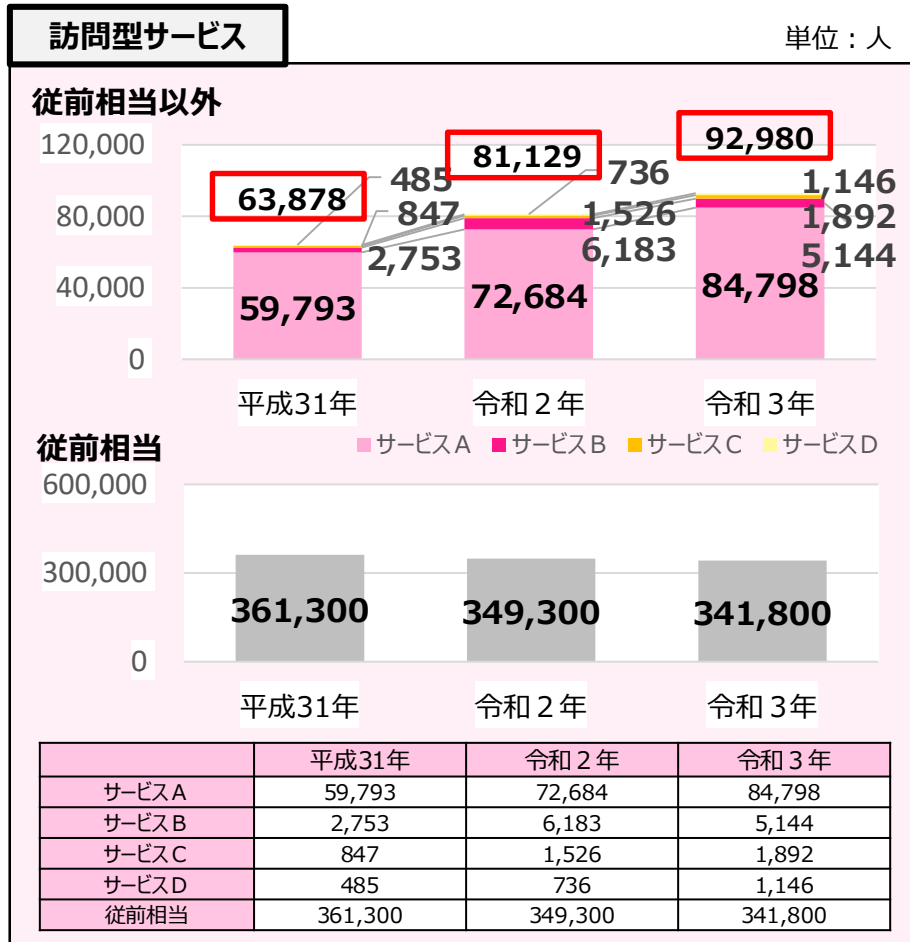 訪問型サービス
単位：人
従前相当以外
120,000
80,000
40,000
0
63,878
81,129
92,980
485
847
2,753
59,793
736
1,526
6,183
72,684
1,146
1,892
5,144
84,798
平成31年 令和２年 令和３年
サービスA サービスB サービスC サービスD
従前相当
600,000
300,000
0
361,300 349,300 341,800
平成31年 令和２年 令和３年
平成31年 令和２年 令和３年
サービスA 59,793 72,684 84,798
サービスB 2,753 6,183 5,144
サービスC 847 1,526 1,892
サービスD 485 736 1,146
従前相当 361,300 349,300 341,800